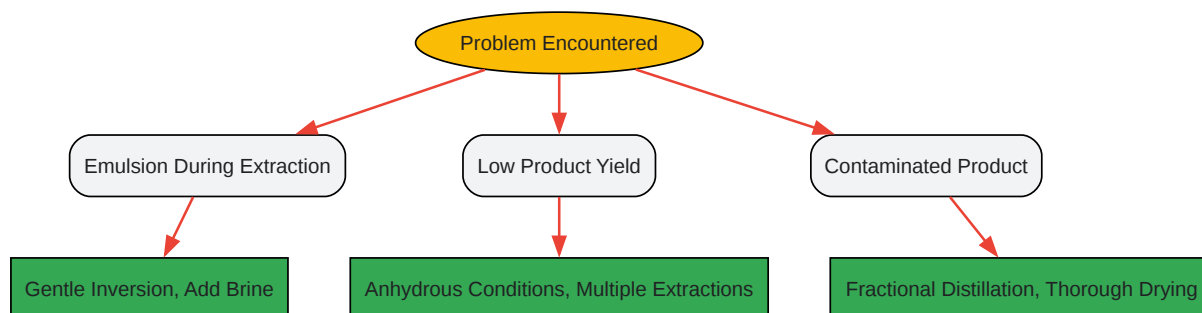 Problem Encountered
Emulsion During Extraction
Low Product Yield
Contaminated Product
Gentle Inversion, Add Brine
Anhydrous Conditions, Multiple Extractions
Fractional Distillation, Thorough Drying